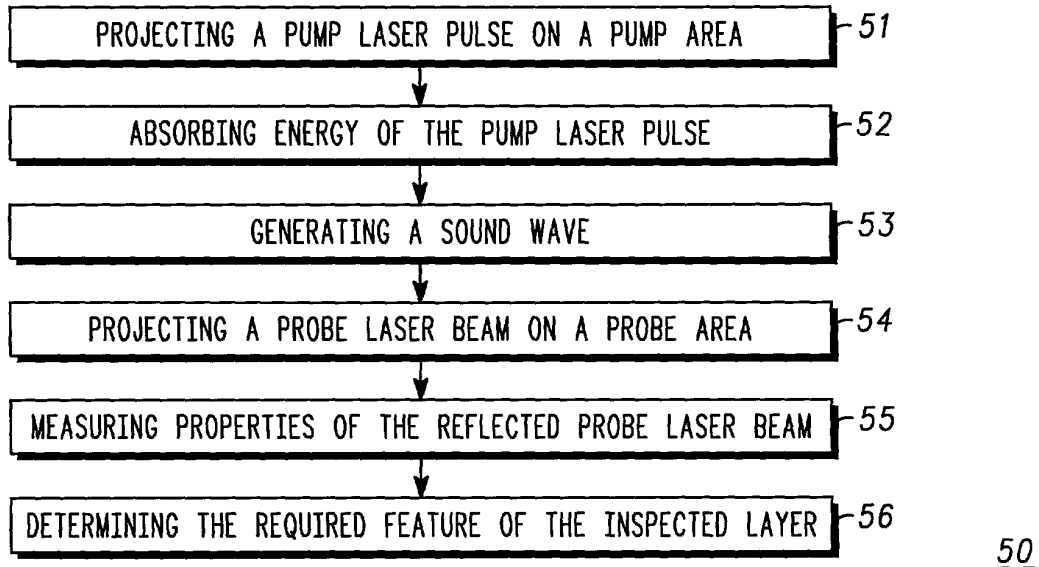 PROJECTING A PUMP LASER PULSE ON A PUMP AREA 51
ABSORBING ENERGY OF THE PUMP LASER PULSE 52
GENERATING A SOUND WAVE 53
PROJECTING A PROBE LASER BEAM ON A PROBE AREA 54
MEASURING PROPERTIES OF THE REFLECTED PROBE LASER BEAM 55
DETERMINING THE REQUIRED FEATURE OF THE INSPECTED LAYER 56
50